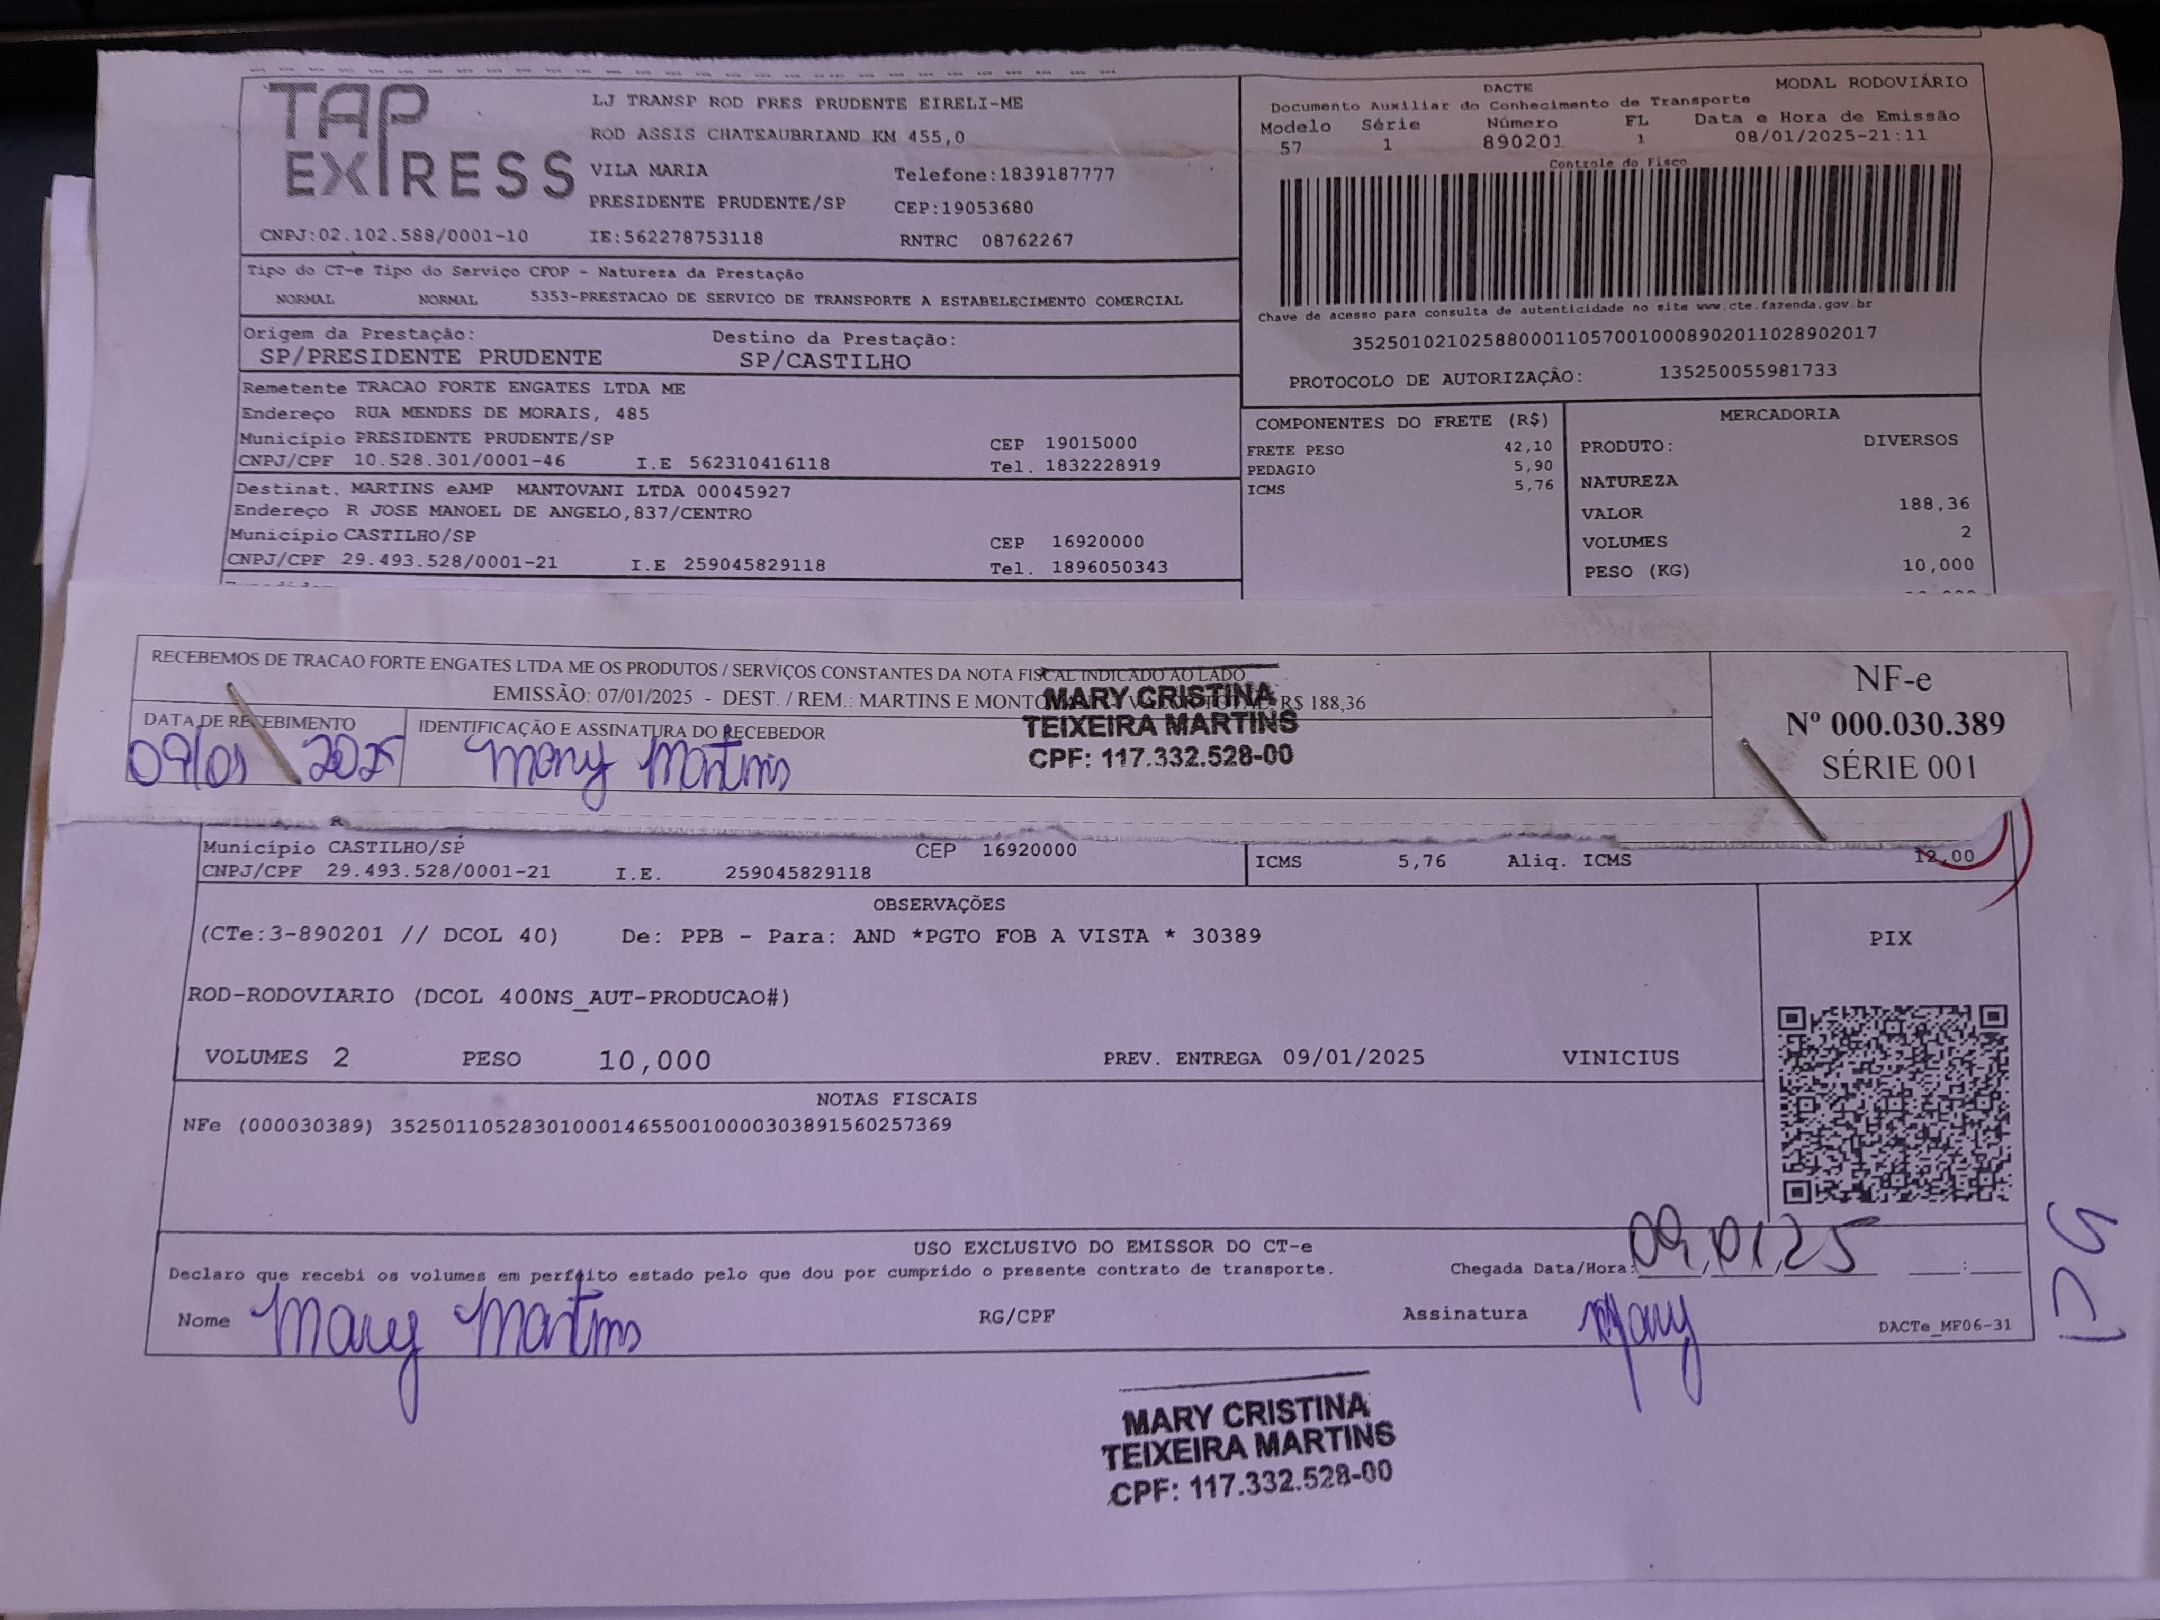 TAP
EXPRESS
LJ TRANSP ROD PRES PRUDENTE EIRELI-ME
ROD ASSIS CHATEAUBRIAND KM 455,0
VILA MARIA Telefone:1839187777
PRESIDENTE PRUDENTE/SP CEP:19053680
CNPJ:02.102.588/0001-10 IE:562278753118 RNTRC 08762267
DACTE MODAL RODOVIÁRIO
Documento Auxiliar do Conhecimento de Transporte
Modelo Série Número FL Data e Hora de Emissão
57 1 890201 1 08/01/2025-21:11
Controle do Fisco
Chave de acesso para consulta de autenticidade no site www.cte.fazenda.gov.br
35250102102588000110570010008902011028902017
PROTOCOLO DE AUTORIZAÇÃO: 135250055981733
Tipo do CT-e Tipo do Serviço CFOP - Natureza da Prestação
NORMAL NORMAL 5353-PRESTACAO DE SERVICO DE TRANSPORTE A ESTABELECIMENTO COMERCIAL
Origem da Prestação: Destino da Prestação:
SP/PRESIDENTE PRUDENTE SP/CASTILHO
Remetente TRACAO FORTE ENGATES LTDA ME
Endereço RUA MENDES DE MORAIS, 485
Município PRESIDENTE PRUDENTE/SP CEP 19015000
CNPJ/CPF 10.528.301/0001-46 I.E 562310416118 Tel. 1832228919
Destinat. MARTINS eAMP MANTOVANI LTDA 00045927
Endereço R JOSE MANOEL DE ANGELO,837/CENTRO
Município CASTILHO/SP CEP 16920000
CNPJ/CPF 29.493.528/0001-21 I.E 259045829118 Tel. 1896050343
COMPONENTES DO FRETE (R$)
FRETE PESO 42,10
PEDAGIO 5,90
ICMS 5,76
MERCADORIA
PRODUTO: DIVERSOS
NATUREZA
VALOR 188,36
VOLUMES 2
PESO (KG) 10,000
RECEBEMOS DE TRACAO FORTE ENGATES LTDA ME OS PRODUTOS / SERVIÇOS CONSTANTES DA NOTA FISCAL INDICADO AO LADO
EMISSÃO: 07/01/2025 - DEST. / REM.: MARTINS E MONTO R$ 188,36
DATA DE RECEBIMENTO IDENTIFICAÇÃO E ASSINATURA DO RECEBEDOR
09/01 2025 Mary Martins
MARY CRISTINA
TEIXEIRA MARTINS
CPF: 117.332.528-00
NF-e
Nº 000.030.389
SÉRIE 001
Município CASTILHO/SP CEP 16920000
CNPJ/CPF 29.493.528/0001-21 I.E. 259045829118
ICMS 5,76 Aliq. ICMS 12,00
OBSERVAÇÕES
(CTe:3-890201 // DCOL 40) De: PPB - Para: AND *PGTO FOB A VISTA * 30389
ROD-RODOVIARIO (DCOL 400NS_AUT-PRODUCAO#)
VOLUMES 2 PESO 10,000 PREV. ENTREGA 09/01/2025 VINICIUS
PIX
NOTAS FISCAIS
NFe (000030389) 35250110528301000146550010000303891560257369
USO EXCLUSIVO DO EMISSOR DO CT-e
Declaro que recebi os volumes em perfeito estado pelo que dou por cumprido o presente contrato de transporte. Chegada Data/Hora: 09,01,25 :
Nome Mary Martins RG/CPF Assinatura Mary DACTe_MF06-31
MARY CRISTINA
TEIXEIRA MARTINS
CPF: 117.332.528-00